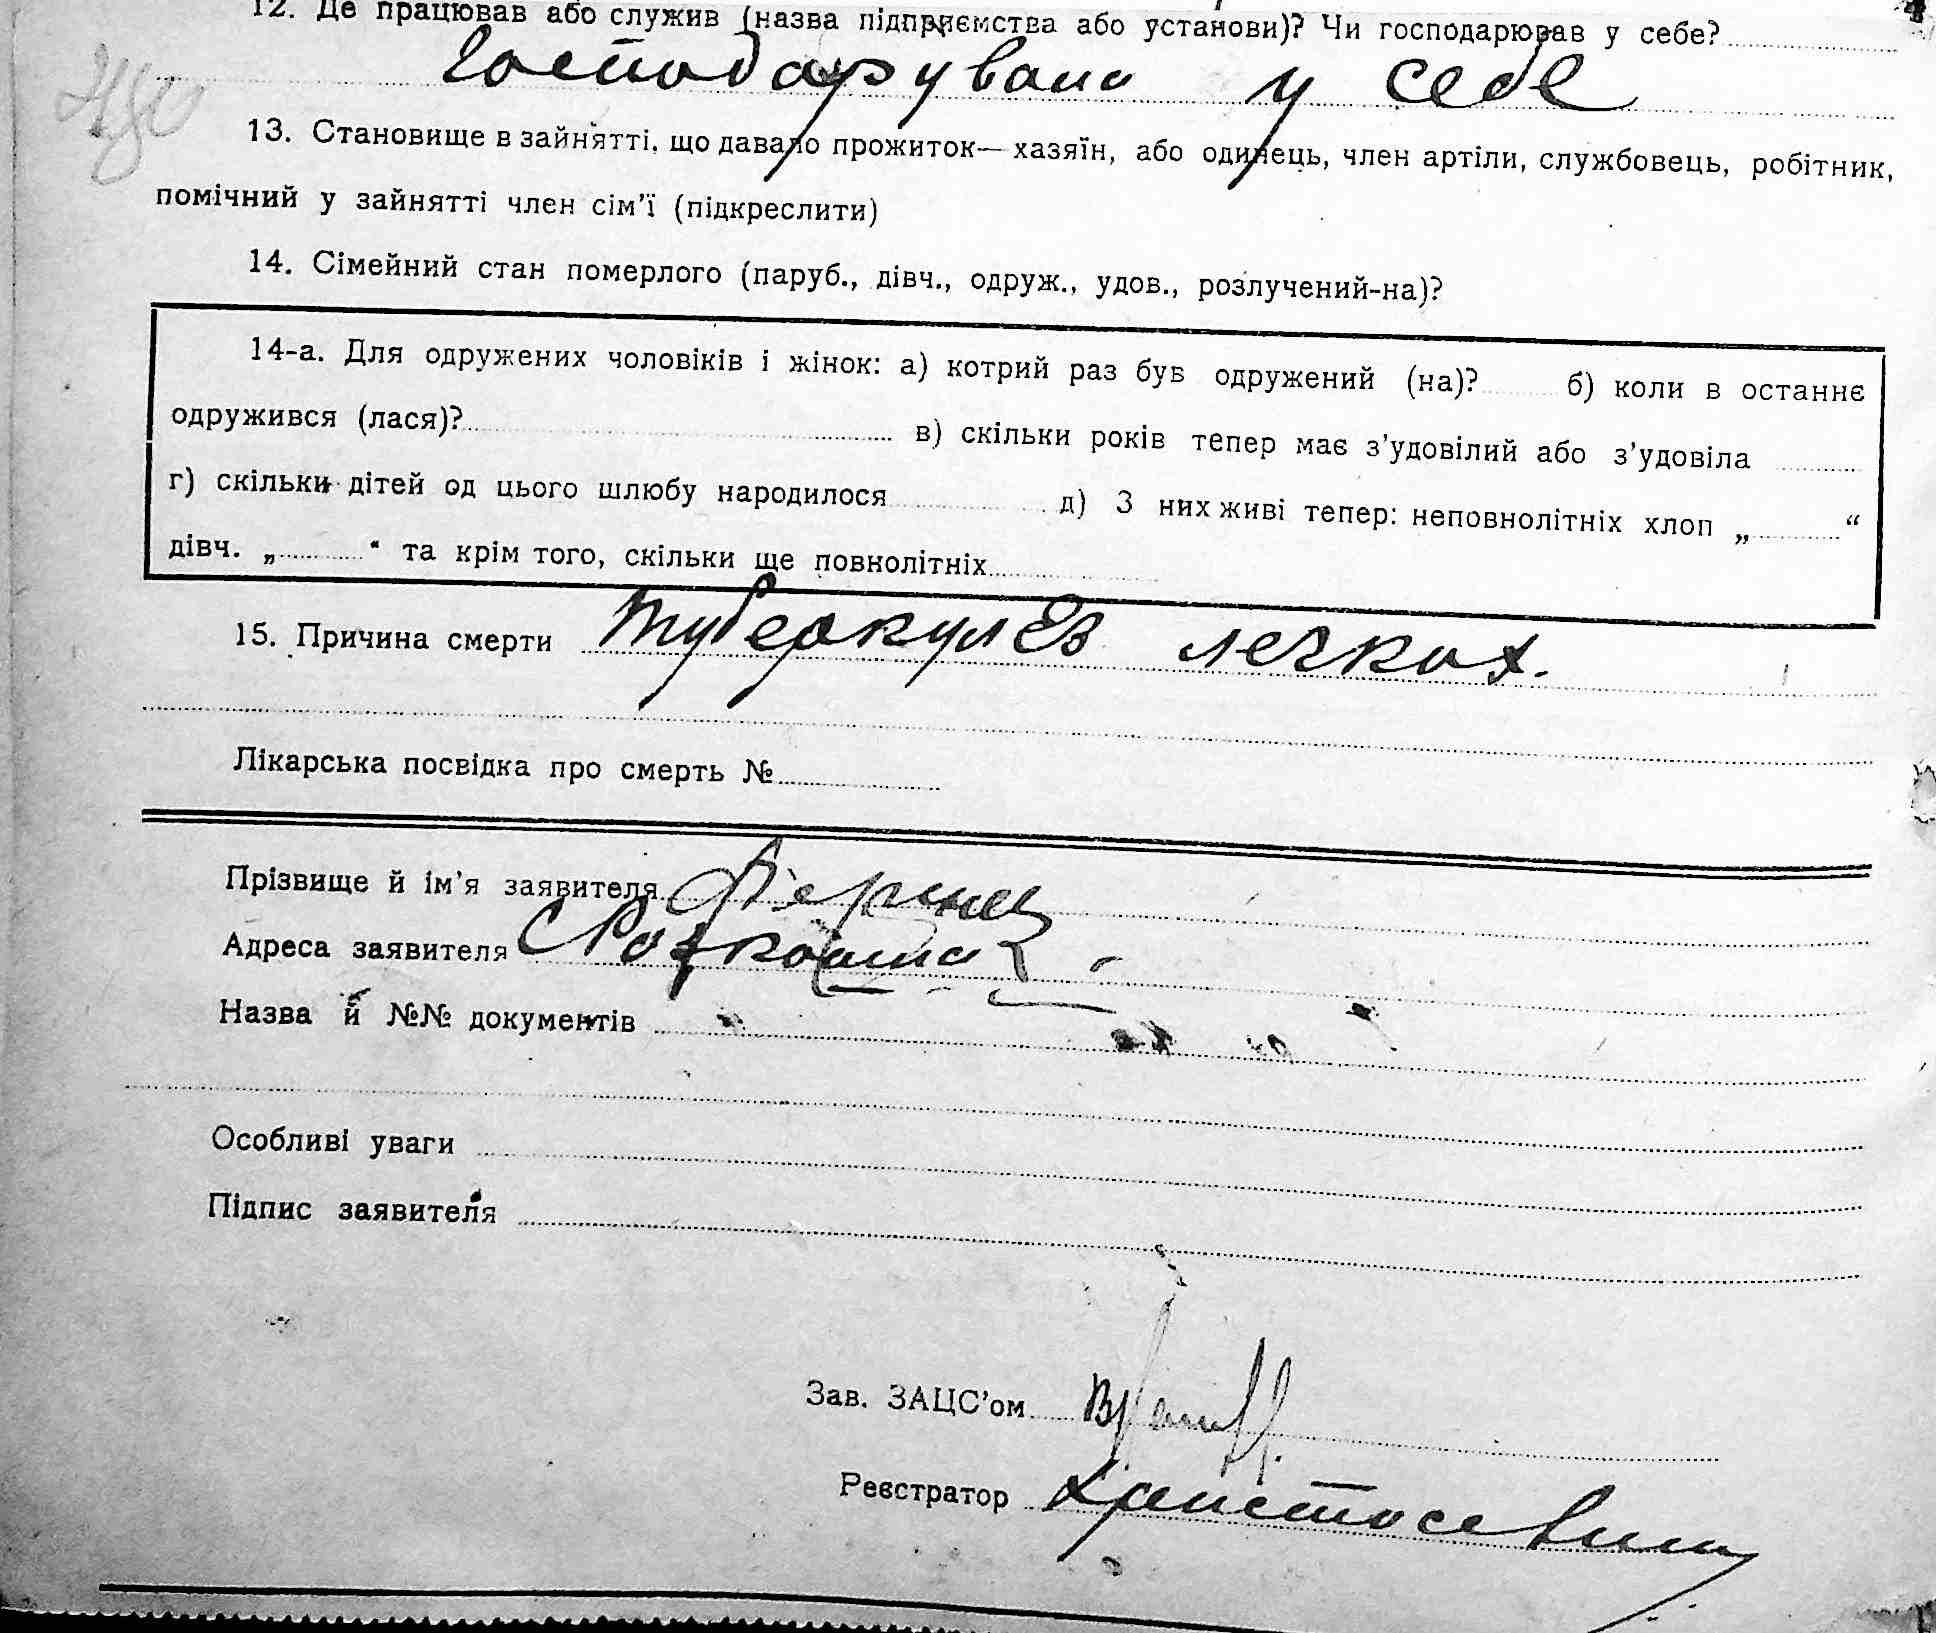 12. Де працював або служив (назва підприємства або установи)? Чи господарював у себе?
Господарувала у себе
13. Становище в зайнятті, що давало прожиток—хазяїн, або одинець, член артіли, службовець, робітник,
помічний у зайнятті член сім'ї (підкреслити)
14. Сімейний стан померлого (паруб., дівч., одруж., удов., розлучений-на)?
14-а. Для одружених чоловіків і жінок: а) котрий раз був одружений (на)? б) коли в останнє
одружився (лася)? в) скільки років тепер має з'удовілий або з'удовіла
г) скільки дітей од цього шлюбу народилося д) З них живі тепер: неповнолітніх хлоп „ “
дівч. „ “ та крім того, скільки ще повнолітніх
15. Причина смерти туберкульоз легких.
Лікарська посвідка про смерть №
Прізвище й ім'я заявителя
Адреса заявителя
Назва й №№ документів
Особливі уваги
Підпис заявителя
Зав. ЗАЦС'ом
Реєстратор